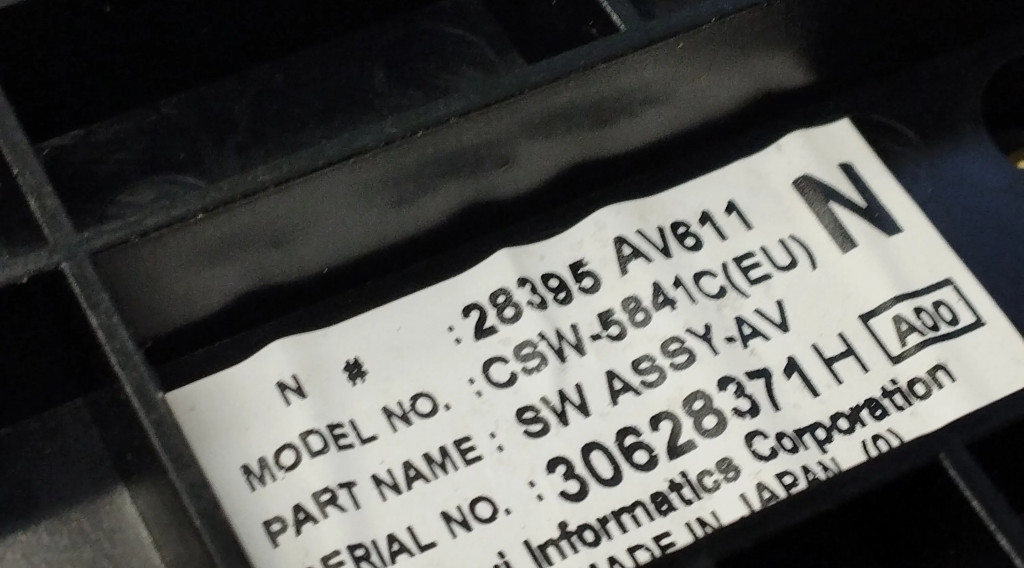 N # : 28395 AV611 N
MODEL NO. : CSW-5841C(EU)
PART NAME : SW ASSY-AV
SERIAL NO. : 30628371H A00
Informatics Corporation
MADE IN JAPAN (0)